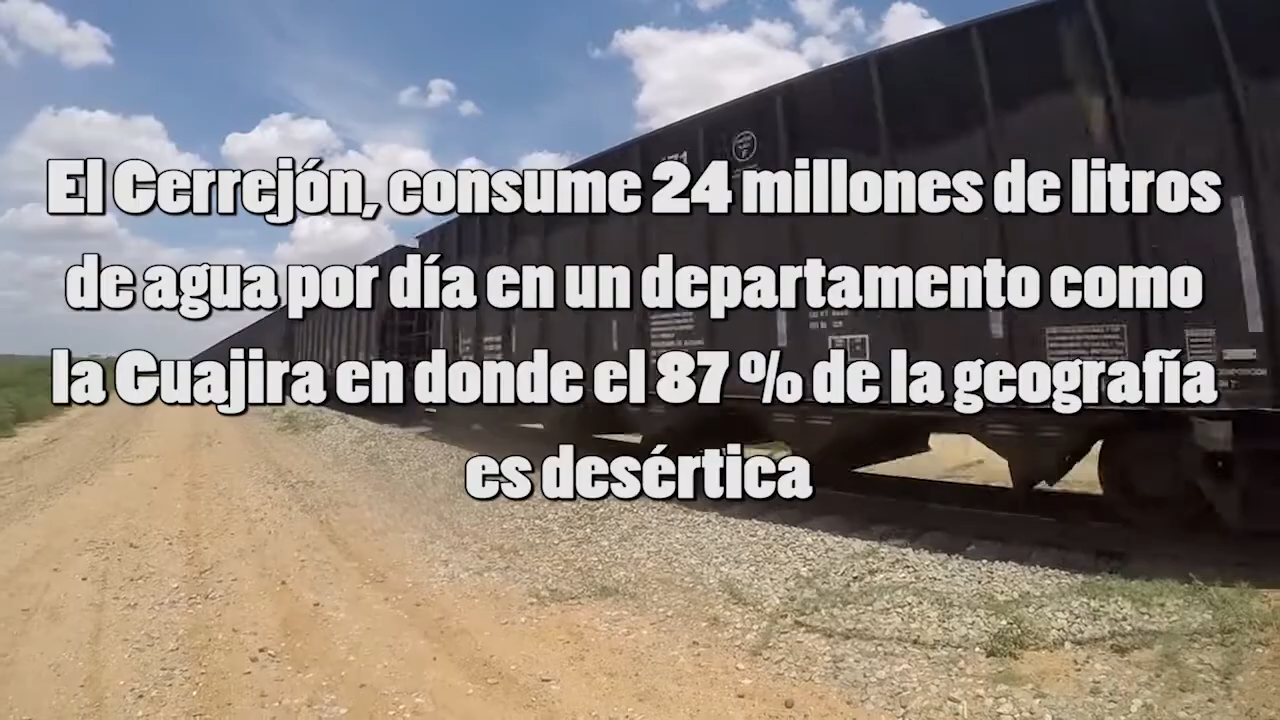 El Cerrejón, consume 24 millones de litros
de agua por día en un departamento como
la Guajira en donde el 87 % de la geografía
es desértica